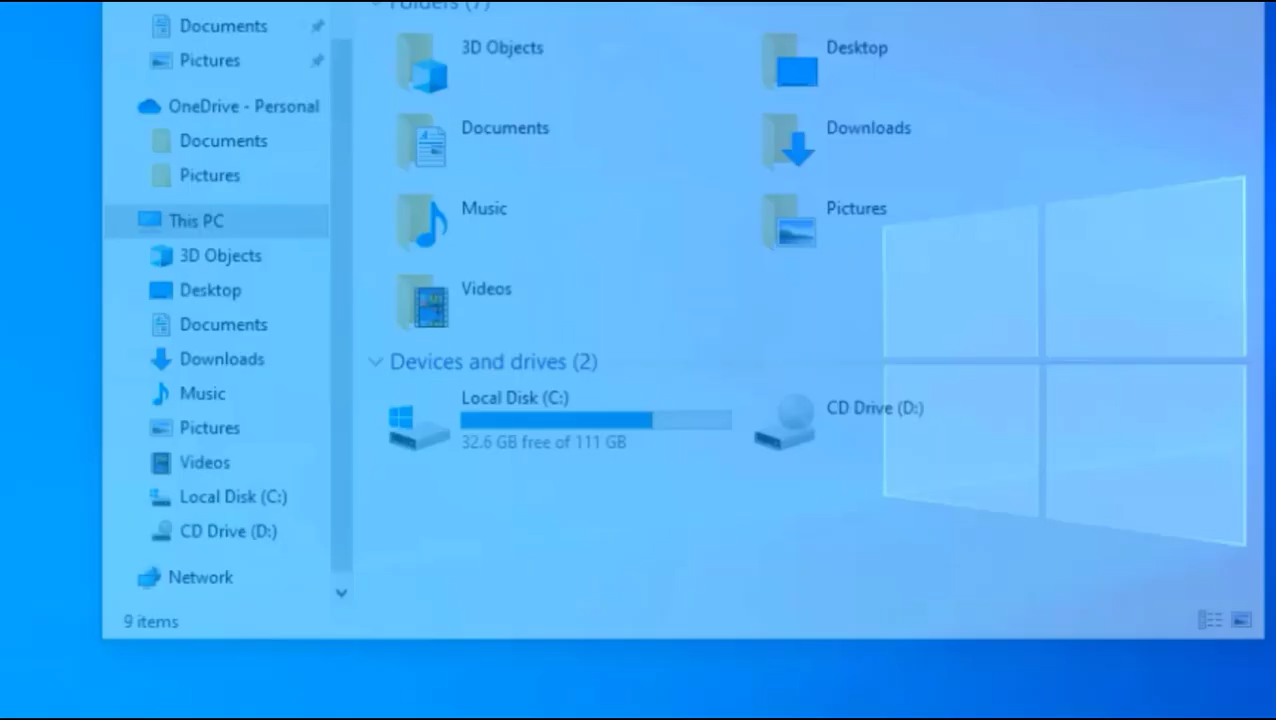 Documents
Pictures
OneDrive - Personal
Documents
Pictures
This PC
3D Objects
Desktop
Documents
Downloads
Music
Pictures
Videos
Local Disk (C:)
CD Drive (D:)
Network
9 items
Folders (7)
3D Objects
Desktop
Documents
Downloads
Music
Pictures
Videos
Devices and drives (2)
Local Disk (C:)
32.6 GB free of 111 GB
CD Drive (D:)